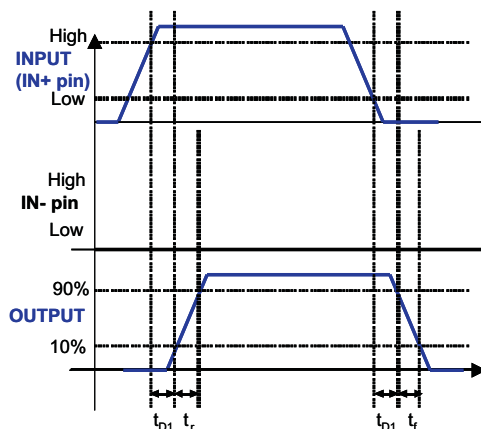 High
INPUT
(IN+ pin)
Low
High
IN- pin
Low
90%
OUTPUT
10%
tD1 tr tD1 tf